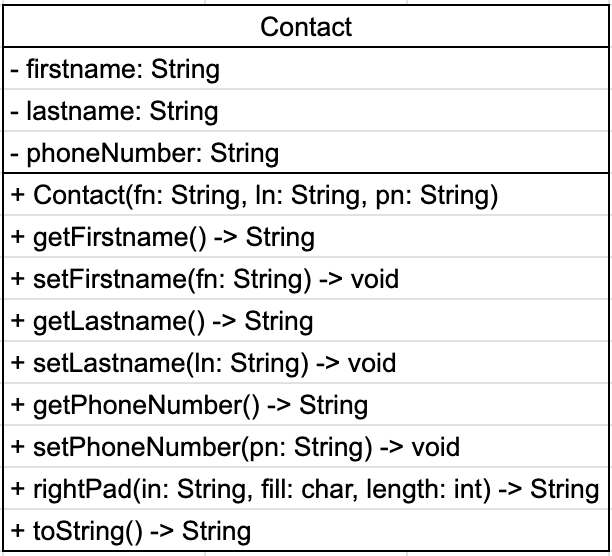 Contact
- firstname: String
- lastname: String
- phoneNumber: String
+ Contact(fn: String, ln: String, pn: String)
+ getFirstname() -> String
+ setFirstname(fn: String) -> void
+ getLastname() -> String
+ setLastname(ln: String) -> void
+ getPhoneNumber() -> String
+ setPhoneNumber(pn: String) -> void
+ rightPad(in: String, fill: char, length: int) -> String
+ toString() -> String